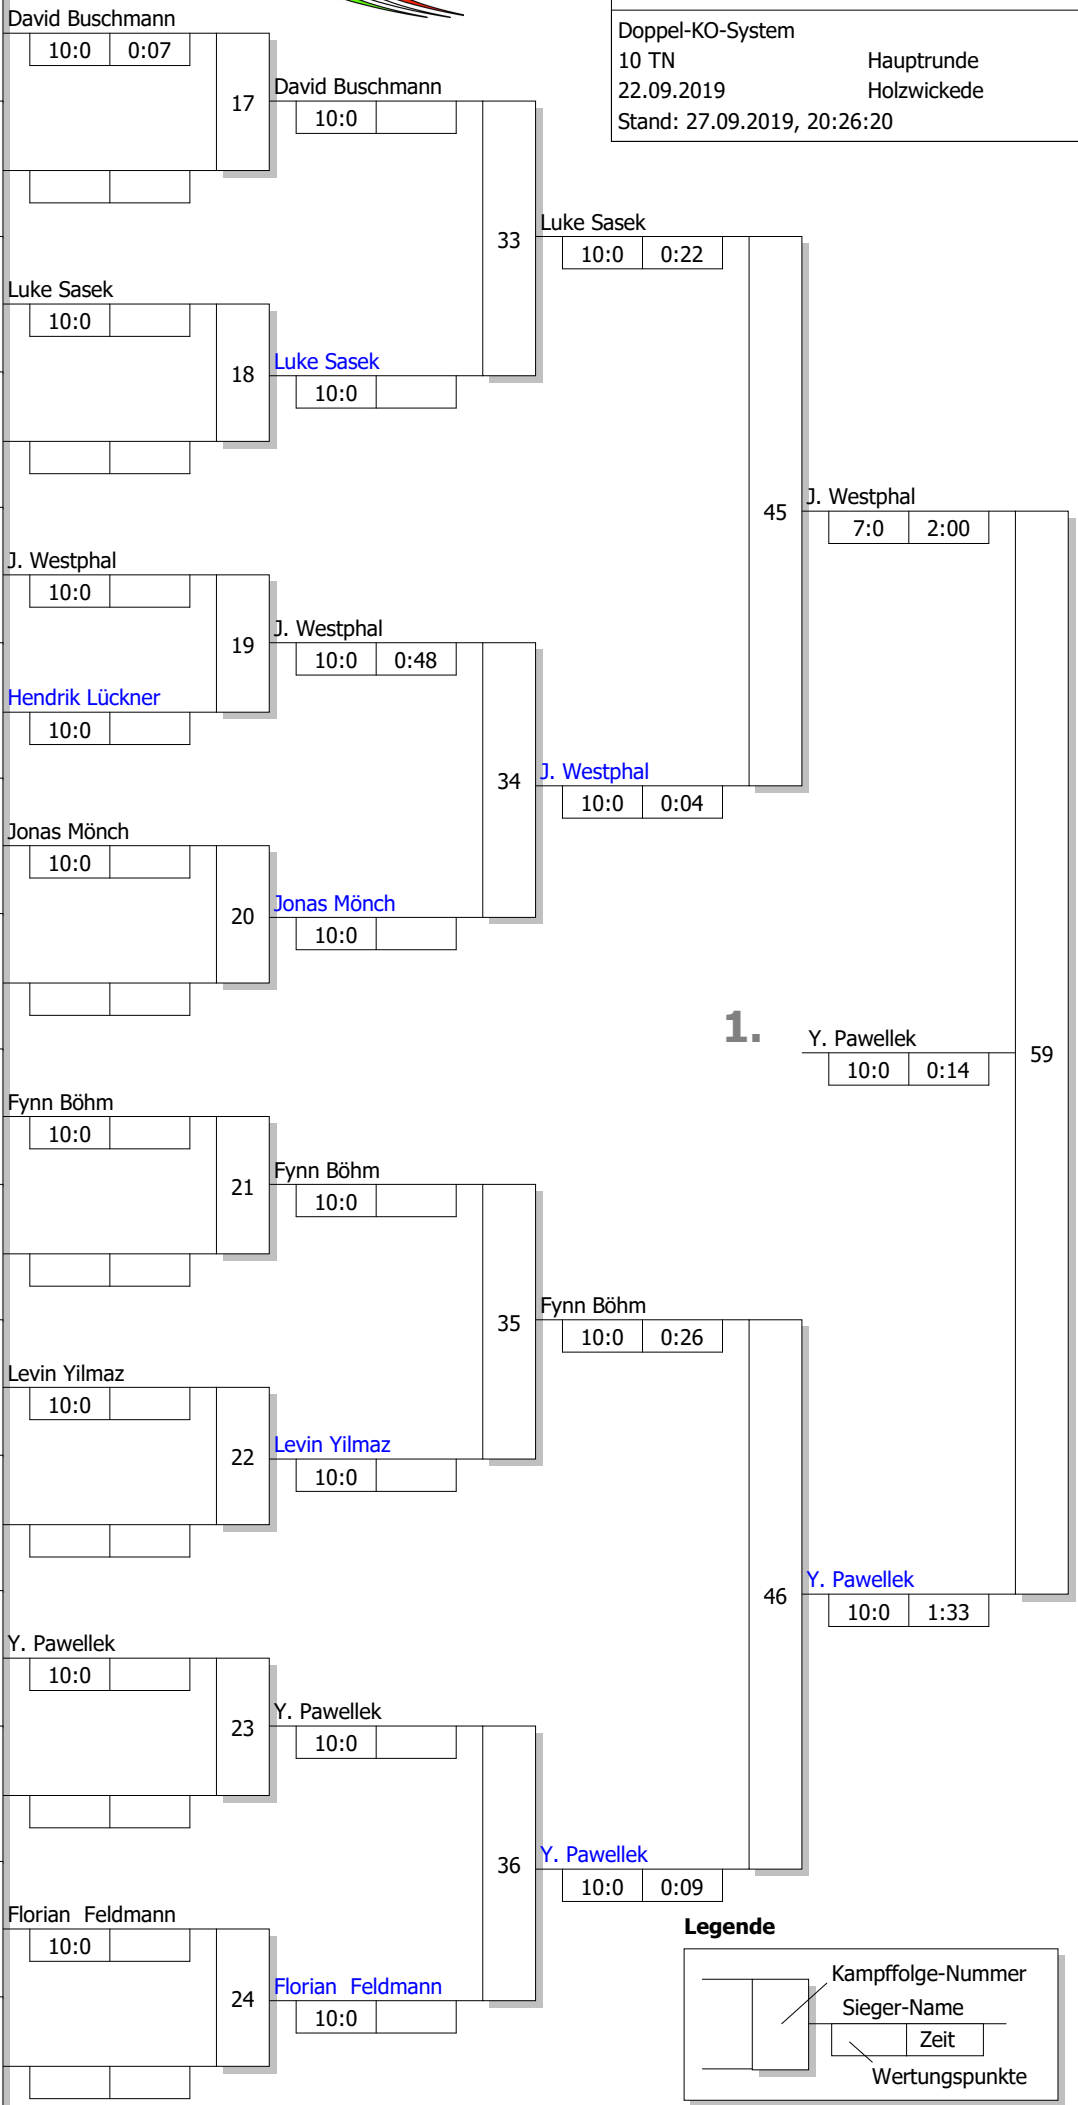 David Buschmann
10:0 0:07
17
David Buschmann
10:0
Doppel-KO-System
10 TN Hauptrunde
22.09.2019 Holzwickede
Stand: 27.09.2019, 20:26:20
33
Luke Sasek
10:0 0:22
Luke Sasek
10:0
18
Luke Sasek
10:0
45
J. Westphal
7:0 2:00
J. Westphal
10:0
19
J. Westphal
10:0 0:48
Hendrik Lückner
10:0
34
J. Westphal
10:0 0:04
Jonas Mönch
10:0
20
Jonas Mönch
10:0
1.
Y. Pawellek
10:0 0:14
59
Fynn Böhm
10:0
21
Fynn Böhm
10:0
35
Fynn Böhm
10:0 0:26
Levin Yilmaz
10:0
22
Levin Yilmaz
10:0
46
Y. Pawellek
10:0 1:33
Y. Pawellek
10:0
23
Y. Pawellek
10:0
36
Y. Pawellek
10:0 0:09
Florian Feldmann
10:0
24
Florian Feldmann
10:0
Legende
Kampffolge-Nummer
Sieger-Name
Zeit
Wertungspunkte